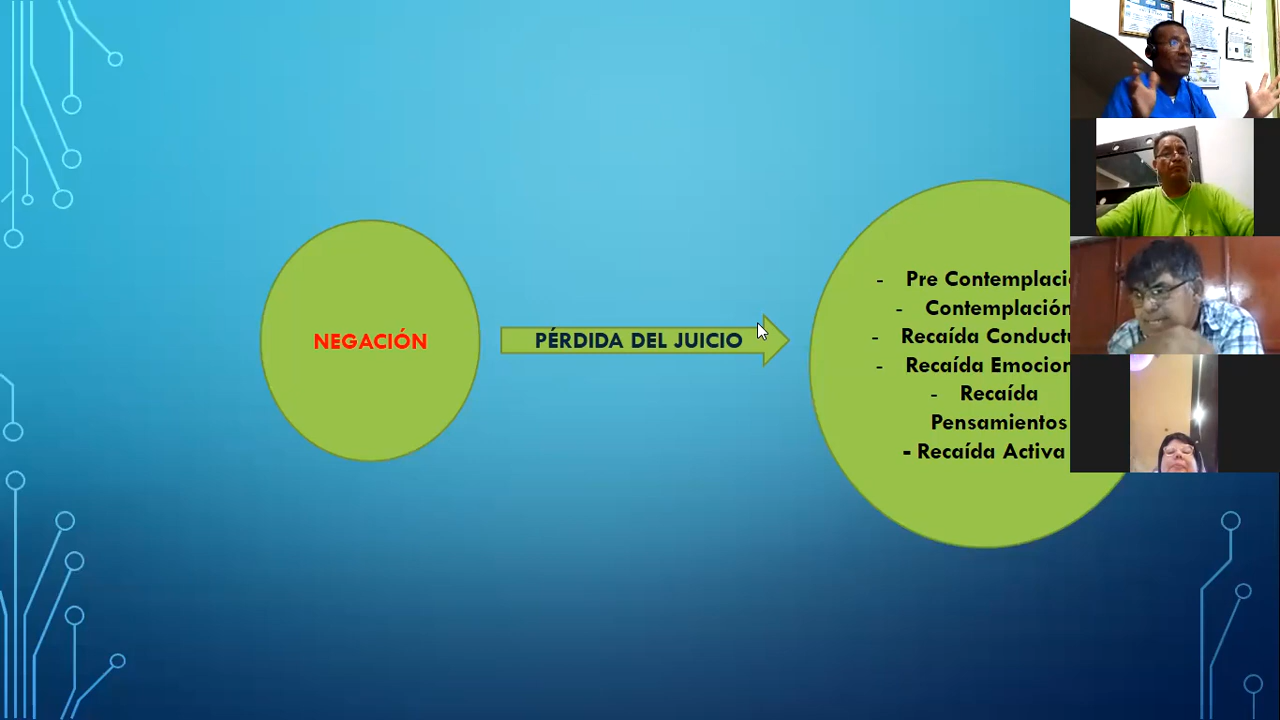 NEGACIÓN
PÉRDIDA DEL JUICIO
- Pre Contemplaci
- Contemplación
- Recaída Conduct
- Recaída Emocion
- Recaída
Pensamientos
- Recaída Activa